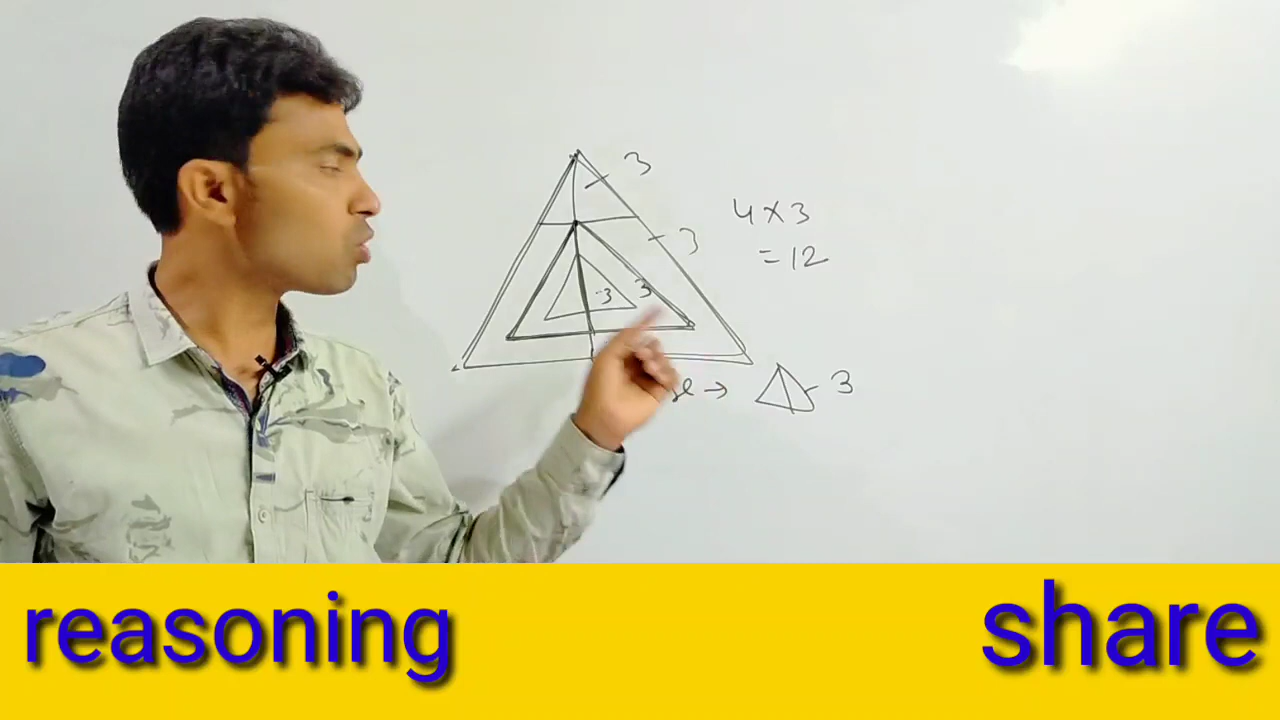 3
4 × 3
3
= 12
3
3
→ 3
reasoning
share